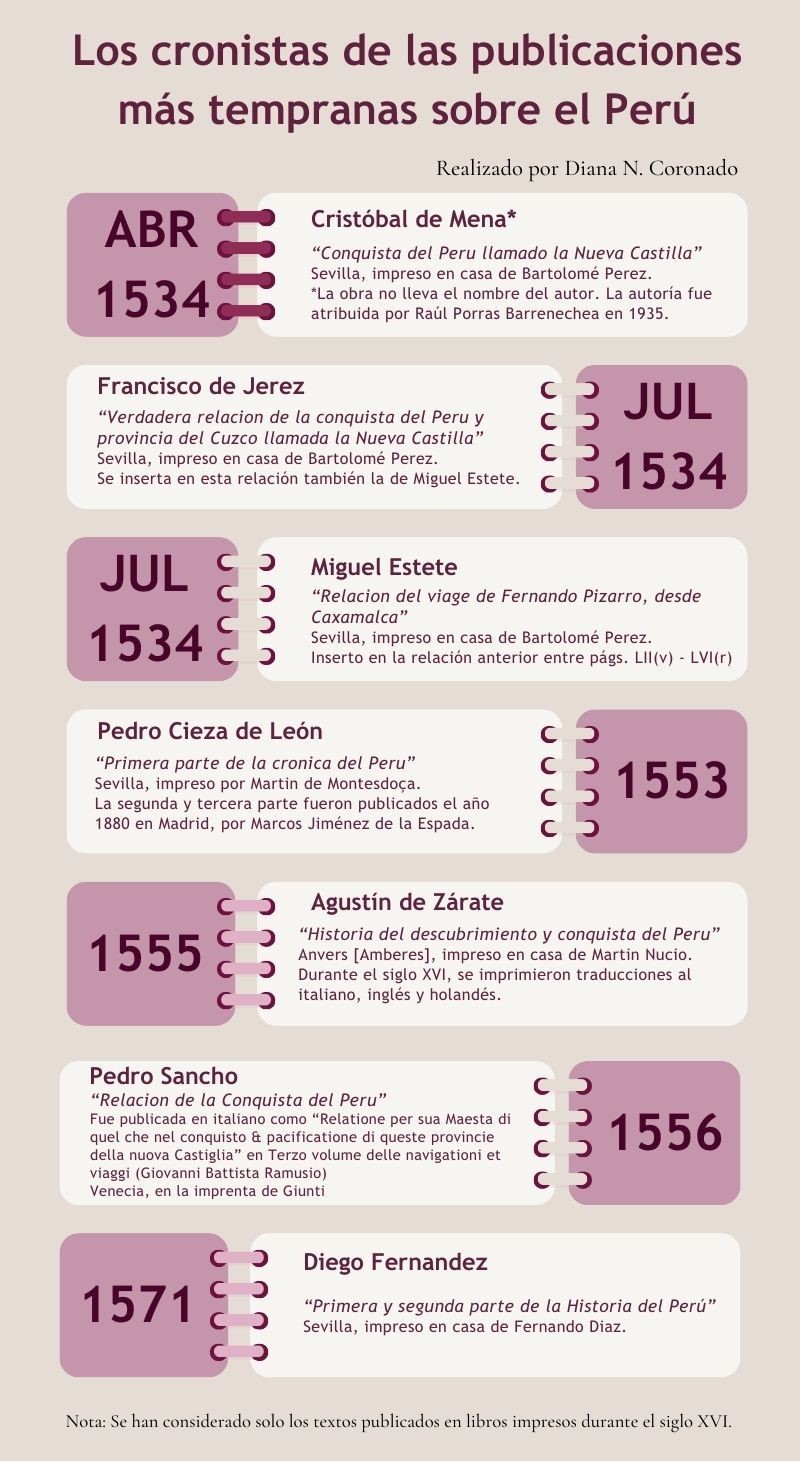 Los cronistas de las publicaciones
más tempranas sobre el Perú
Realizado por Diana N. Coronado
ABR
1534
Cristóbal de Mena*
“Conquista del Peru llamado la Nueva Castilla”
Sevilla, impreso en casa de Bartolomé Perez.
*La obra no lleva el nombre del autor. La autoría fue
atribuida por Raúl Porras Barrenechea en 1935.
Francisco de Jerez
“Verdadera relacion de la conquista del Peru y
provincia del Cuzco llamada la Nueva Castilla”
Sevilla, impreso en casa de Bartolomé Perez.
Se inserta en esta relación también la de Miguel Estete.
JUL
1534
JUL
1534
Miguel Estete
“Relacion del viage de Fernando Pizarro, desde
Caxamalca”
Sevilla, impreso en casa de Bartolomé Perez.
Inserto en la relación anterior entre págs. LII(v) - LVI(r)
Pedro Cieza de León
“Primera parte de la cronica del Peru”
Sevilla, impreso por Martin de Montesdoça.
La segunda y tercera parte fueron publicados el año
1880 en Madrid, por Marcos Jiménez de la Espada.
1553
1555
Agustín de Zárate
“Historia del descubrimiento y conquista del Peru”
Anvers [Amberes], impreso en casa de Martin Nucio.
Durante el siglo XVI, se imprimieron traducciones al
italiano, inglés y holandés.
Pedro Sancho
“Relacion de la Conquista del Peru”
Fue publicada en italiano como “Relatione per sua Maesta di
quel che nel conquisto & pacificatione di queste provincie
della nuova Castiglia” en Terzo volume delle navigationi et
viaggi (Giovanni Battista Ramusio)
Venecia, en la imprenta de Giunti
1556
1571
Diego Fernandez
“Primera y segunda parte de la Historia del Perú”
Sevilla, impreso en casa de Fernando Diaz.
Nota: Se han considerado solo los textos publicados en libros impresos durante el siglo XVI.